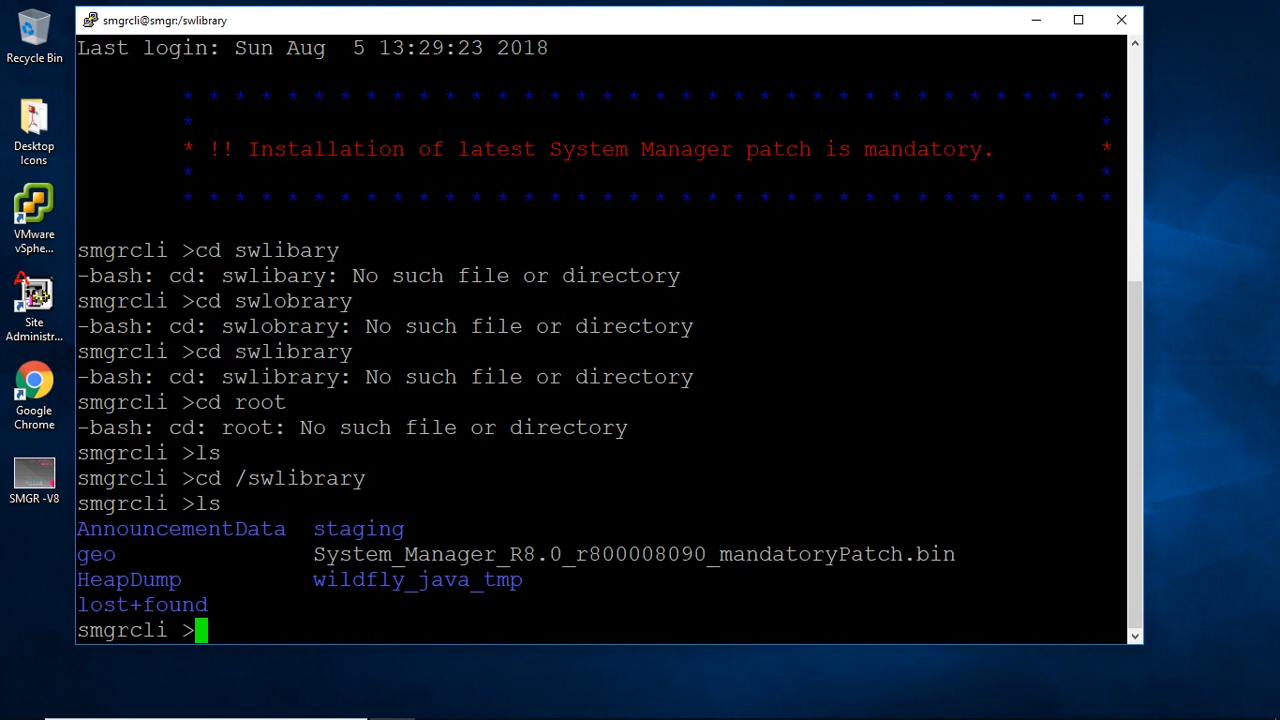 smgrcli@smgr:/swlibrary
Recycle Bin
Desktop
Icons
VMware
vSphe...
Site
Administr...
Google
Chrome
SMGR -V8
Last login: Sun Aug  5 13:29:23 2018
* * * * * * * * * * * * * * * * * * * * * * * * * * * * * * * * * * * *
* *
* !! Installation of latest System Manager patch is mandatory. *
* *
* * * * * * * * * * * * * * * * * * * * * * * * * * * * * * * * * * * *
smgrcli >cd swlibary
-bash: cd: swlibary: No such file or directory
smgrcli >cd swlobrary
-bash: cd: swlobrary: No such file or directory
smgrcli >cd swlibrary
-bash: cd: swlibrary: No such file or directory
smgrcli >cd root
-bash: cd: root: No such file or directory
smgrcli >ls
smgrcli >cd /swlibrary
smgrcli >ls
AnnouncementData  staging
geo               System_Manager_R8.0_r800008090_mandatoryPatch.bin
HeapDump          wildfly_java_tmp
lost+found
smgrcli >